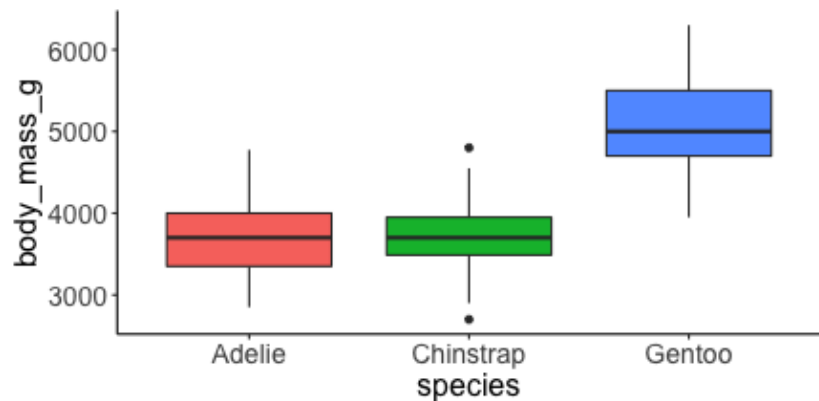 body_mass_g
6000
5000
4000
3000
Adelie Chinstrap Gentoo
species